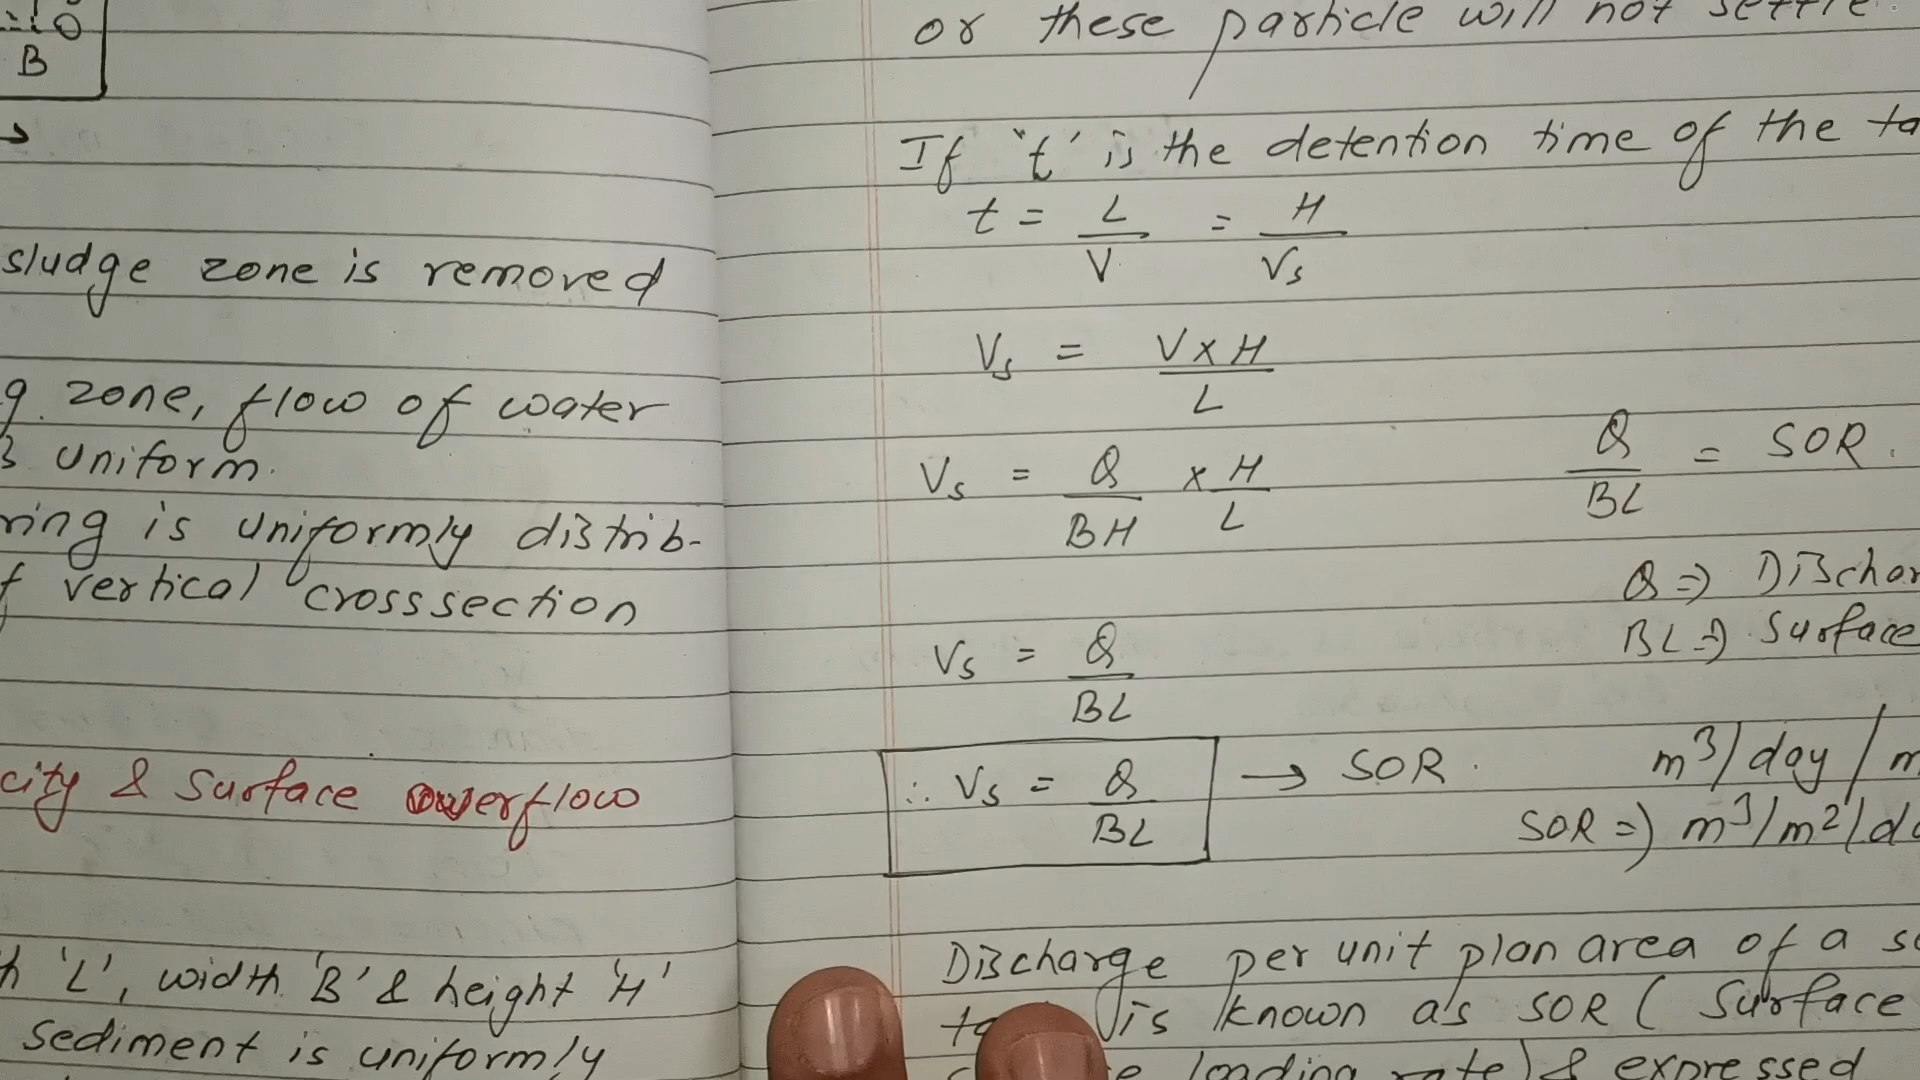 B
sludge zone is removed
zone, flow of water
uniform.
is uniformly distrib-
vertical crosssection
& Surface overflow
'L', width 'B' & height 'H'
sediment is uniformly
or these particle will not settle
If 't' is the detention time of the
t = L/V = H/Vs
Vs = V×H/L
Vs = Q/BH × H/L
Q/BL = SOR.
Q ⇒
BL ⇒ Surface
Vs = Q/BL
∴ Vs = Q/BL → SOR.
m³/day/
SOR ⇒ m³/m²/
Discharge per unit plan area of a
is known as SOR ( Surface
loading rate) & expressed